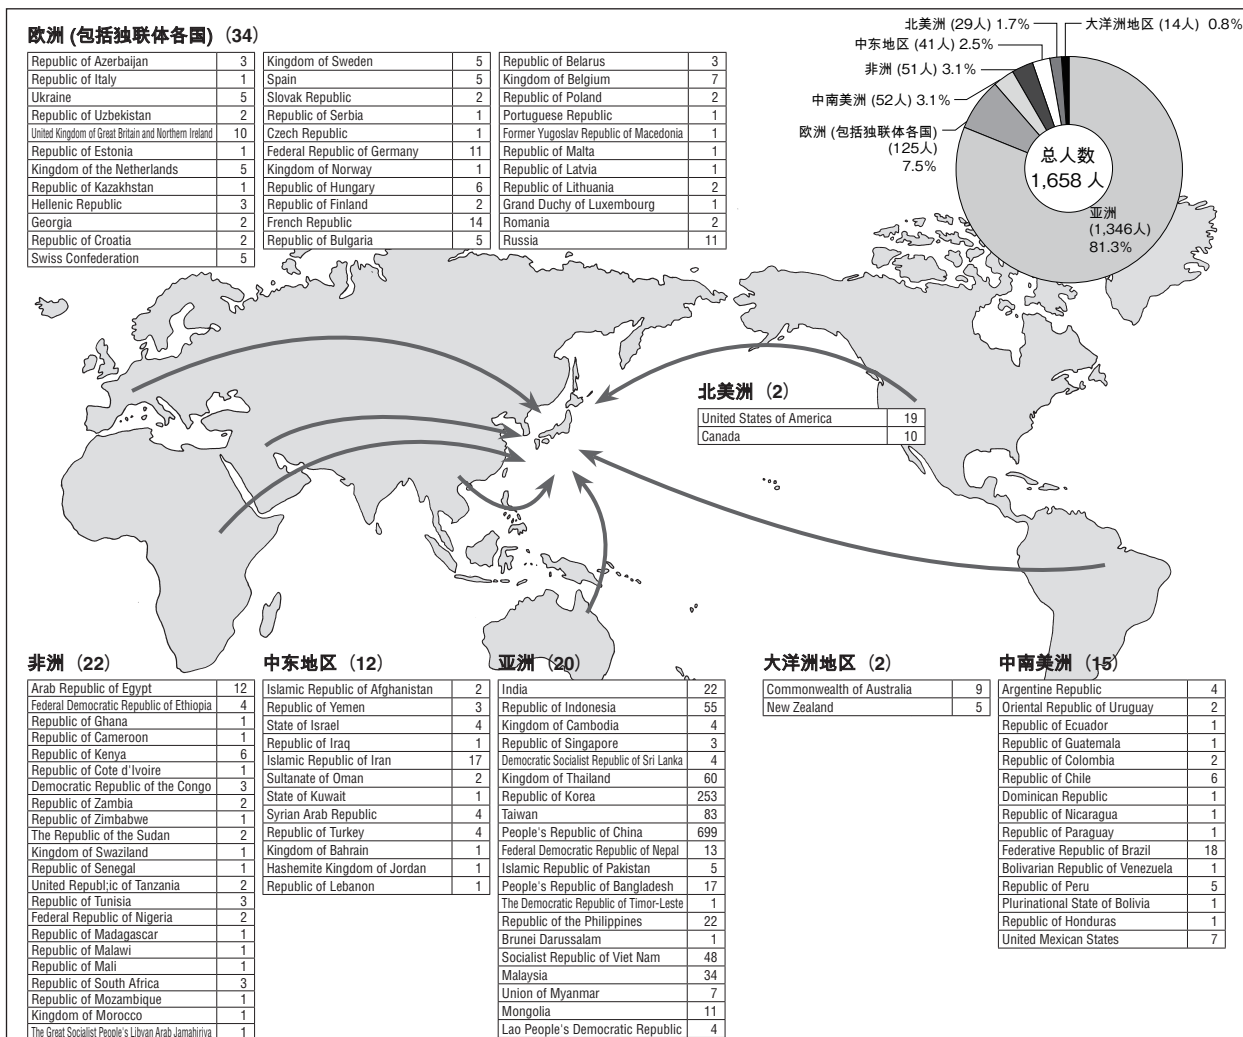 欧洲 (包括独联体各国) (34)
Republic of Azerbaijan 3
Republic of Italy 1
Ukraine 5
Republic of Uzbekistan 2
United Kingdom of Great Britain and Northern Ireland 10
Republic of Estonia 1
Kingdom of the Netherlands 5
Republic of Kazakhstan 1
Hellenic Republic 3
Georgia 2
Republic of Croatia 2
Swiss Confederation 5
Kingdom of Sweden 5
Spain 5
Slovak Republic 2
Republic of Serbia 1
Czech Republic 1
Federal Republic of Germany 11
Kingdom of Norway 1
Republic of Hungary 6
Republic of Finland 2
French Republic 14
Republic of Bulgaria 5
Republic of Belarus 3
Kingdom of Belgium 7
Republic of Poland 2
Portuguese Republic 1
Former Yugoslav Republic of Macedonia 1
Republic of Malta 1
Republic of Latvia 1
Republic of Lithuania 2
Grand Duchy of Luxembourg 1
Romania 2
Russia 11
北美洲 (29人) 1.7%
大洋洲地区 (14人) 0.8%
中东地区 (41人) 2.5%
非洲 (51人) 3.1%
中南美洲 (52人) 3.1%
欧洲 (包括独联体各国)
(125人)
7.5%
总人数
1,658 人
亚洲
(1,346人)
81.3%
北美洲 (2)
United States of America 19
Canada 10
非洲 (22)
Arab Republic of Egypt 12
Federal Democratic Republic of Ethiopia 4
Republic of Ghana 1
Republic of Cameroon 1
Republic of Kenya 6
Republic of Cote d'Ivoire 1
Democratic Republic of the Congo 3
Republic of Zambia 2
Republic of Zimbabwe 1
The Republic of the Sudan 2
Kingdom of Swaziland 1
Republic of Senegal 1
United Republ;ic of Tanzania 2
Republic of Tunisia 3
Federal Republic of Nigeria 2
Republic of Madagascar 1
Republic of Malawi 1
Republic of Mali 1
Republic of South Africa 3
Republic of Mozambique 1
Kingdom of Morocco 1
The Great Socialist People's Libyan Arab Jamahiriya 1
中东地区 (12)
Islamic Republic of Afghanistan 2
Republic of Yemen 3
State of Israel 4
Republic of Iraq 1
Islamic Republic of Iran 17
Sultanate of Oman 2
State of Kuwait 1
Syrian Arab Republic 4
Republic of Turkey 4
Kingdom of Bahrain 1
Hashemite Kingdom of Jordan 1
Republic of Lebanon 1
亚洲 (20)
India 22
Republic of Indonesia 55
Kingdom of Cambodia 4
Republic of Singapore 3
Democratic Socialist Republic of Sri Lanka 4
Kingdom of Thailand 60
Republic of Korea 253
Taiwan 83
People's Republic of China 699
Federal Democratic Republic of Nepal 13
Islamic Republic of Pakistan 5
People's Republic of Bangladesh 17
The Democratic Republic of Timor-Leste 1
Republic of the Philippines 22
Brunei Darussalam 1
Socialist Republic of Viet Nam 48
Malaysia 34
Union of Myanmar 7
Mongolia 11
Lao People's Democratic Republic 4
大洋洲地区 (2)
Commonwealth of Australia 9
New Zealand 5
中南美洲 (15)
Argentine Republic 4
Oriental Republic of Uruguay 2
Republic of Ecuador 1
Republic of Guatemala 1
Republic of Colombia 2
Republic of Chile 6
Dominican Republic 1
Republic of Nicaragua 1
Republic of Paraguay 1
Federative Republic of Brazil 18
Bolivarian Republic of Venezuela 1
Republic of Peru 5
Plurinational State of Bolivia 1
Republic of Honduras 1
United Mexican States 7